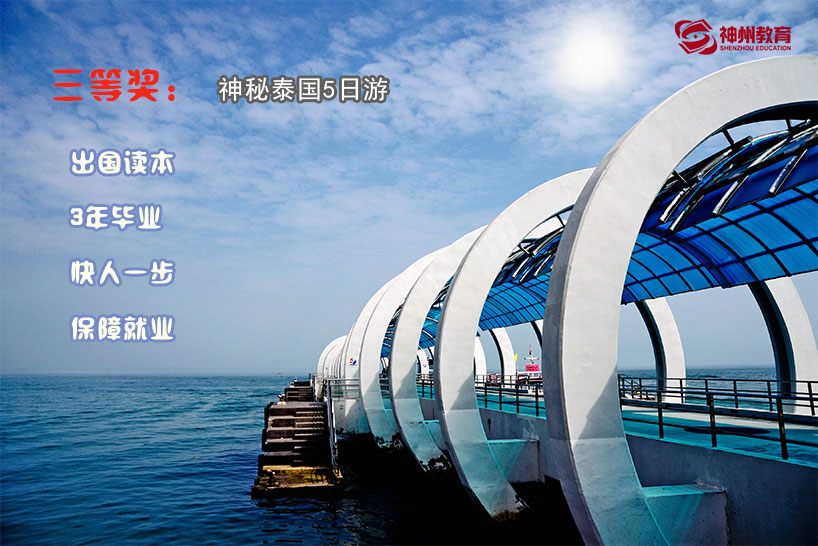 神州教育
SHENZHOU EDUCATION
三等奖： 神秘泰国5日游
出国读本
3年毕业
快人一步
保障就业